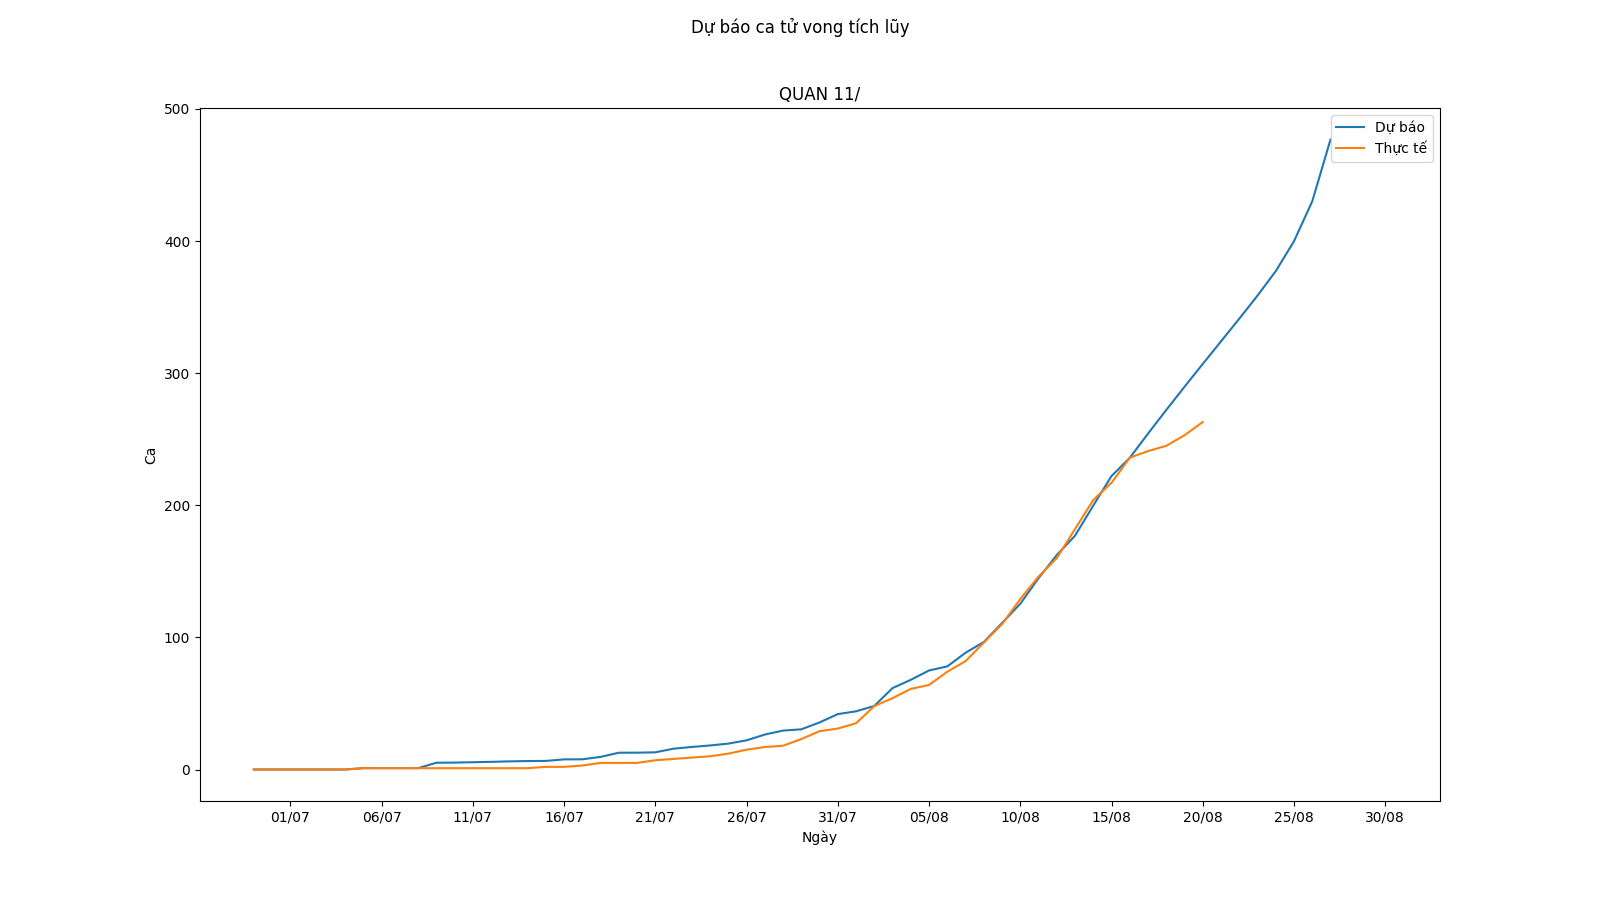 Dự báo ca tử vong tích lũy
QUAN 11/
500
400
300
200
100
0
Ca
Dự báo
Thực tế
01/07 06/07 11/07 16/07 21/07 26/07 31/07 05/08 10/08 15/08 20/08 25/08 30/08
Ngày